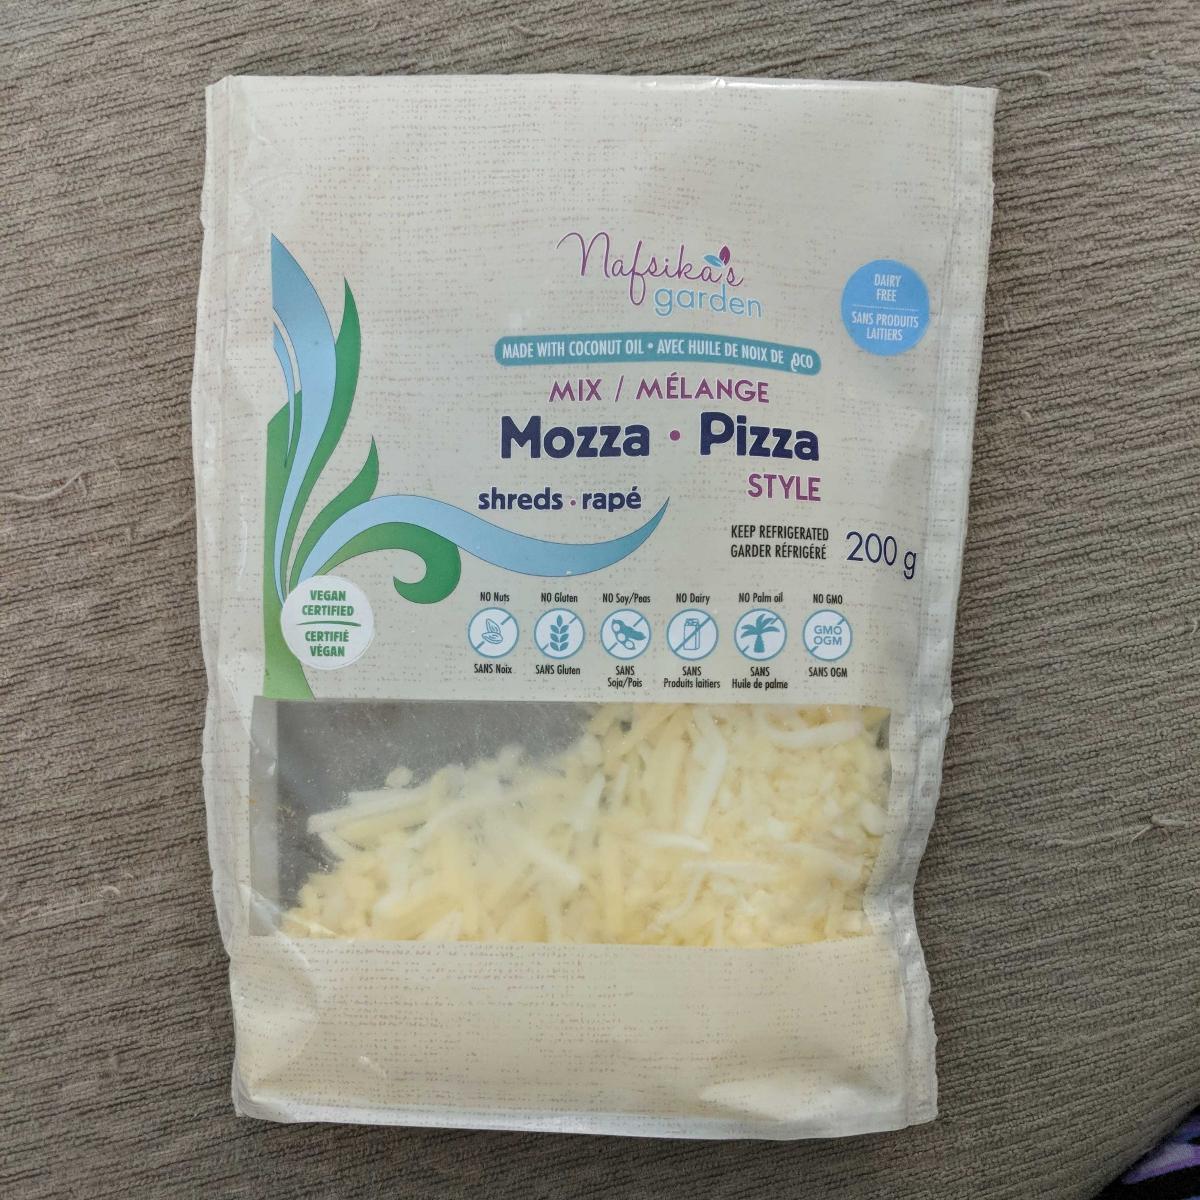 Nafsika's
garden
DAIRY
FREE
SANS PRODUITS
LAITIERS
MADE WITH COCONUT OIL • AVEC HUILE DE NOIX DE COCO
MIX / MÉLANGE
Mozza • Pizza
STYLE
shreds • rapé
KEEP REFRIGERATED
GARDER RÉFRIGÉRÉ
200 g
VEGAN
CERTIFIED
CERTIFIÉ
VÉGAN
NO Nuts
SANS Noix
NO Gluten
SANS Gluten
NO Soy/Peas
SANS
Soja/Pois
NO Dairy
SANS
Produits laitiers
NO Palm oil
SANS
Huile de palme
NO GMO
GMO
OGM
SANS OGM